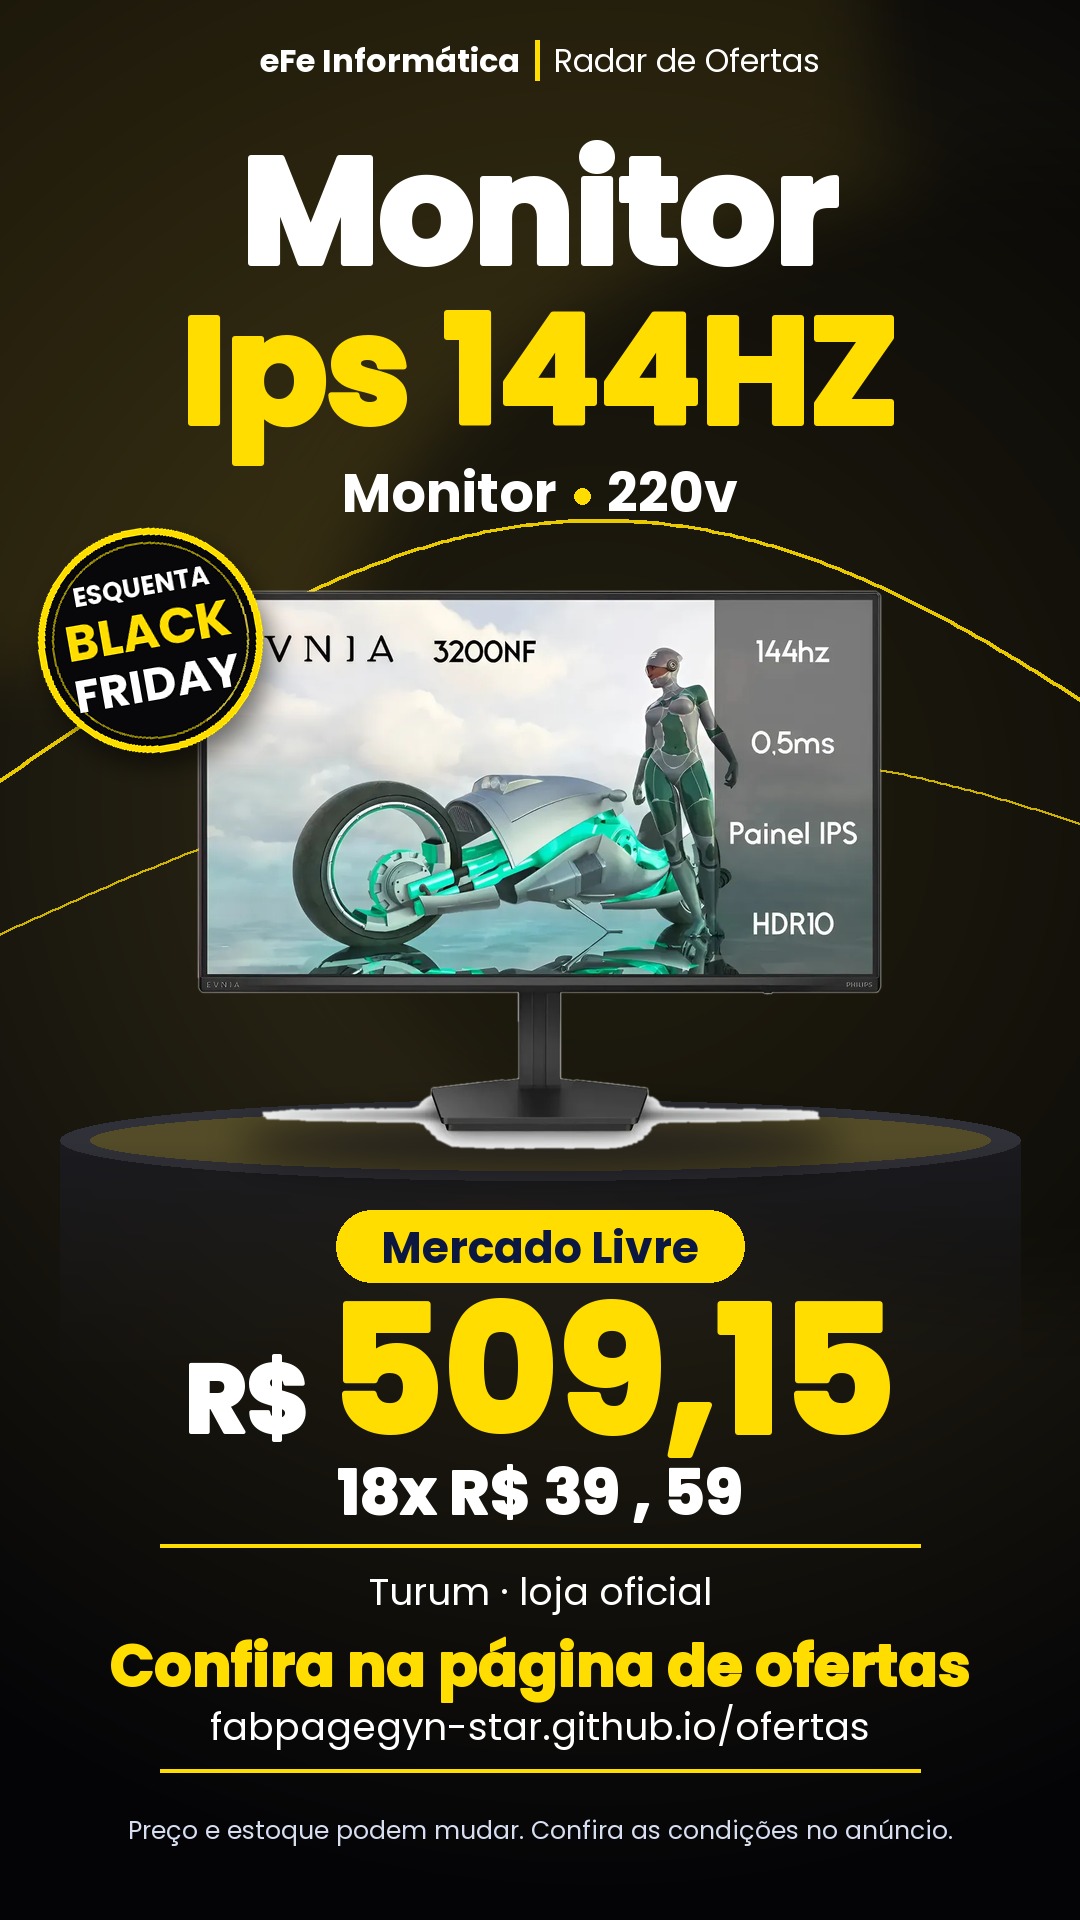 eFe Informática | Radar de Ofertas
Monitor
Ips 144HZ
Monitor • 220v
ESQUENTA
BLACK
FRIDAY
VNIA 3200NF
144hz
0,5ms
Painel IPS
HDR10
EVNIA
PHILIPS
Mercado Livre
R$ 509,15
18x R$ 39 , 59
Turum · loja oficial
Confira na página de ofertas
fabpagegyn-star.github.io/ofertas
Preço e estoque podem mudar. Confira as condições no anúncio.